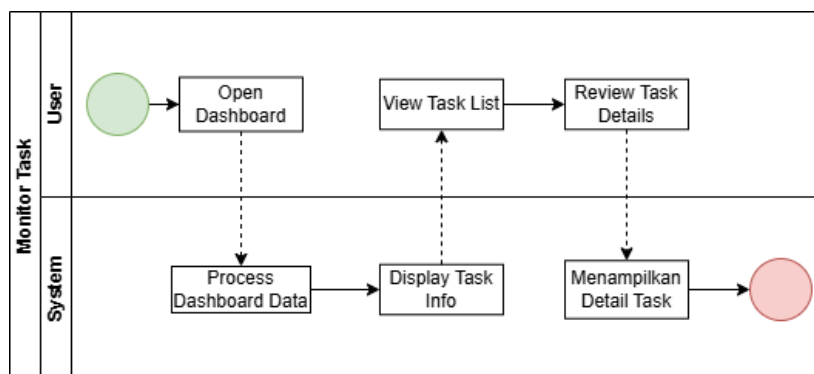 Monitor Task
User
Open
Dashboard
View Task List
Review Task
Details
System
Process
Dashboard Data
Display Task
Info
Menampilkan
Detail Task